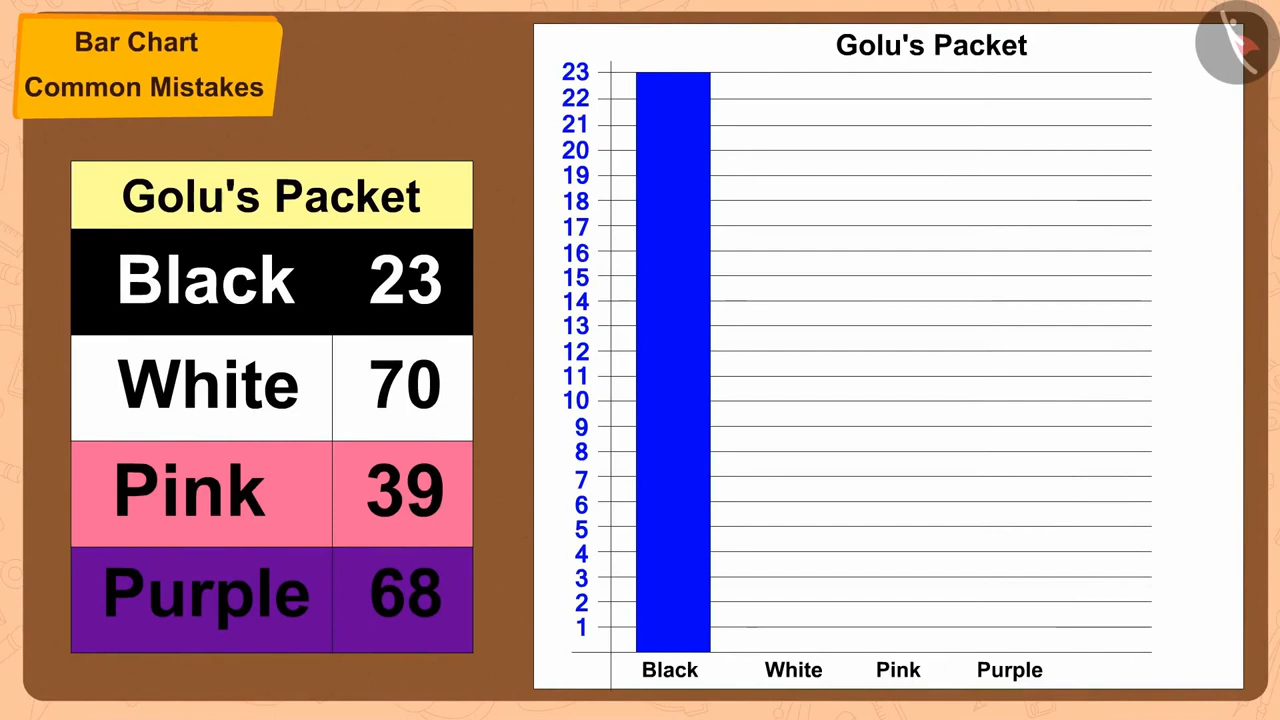 Bar Chart
Common Mistakes
Golu's Packet
Black 23
White 70
Pink 39
Purple 68
Golu's Packet
23
22
21
20
19
18
17
16
15
14
13
12
11
10
9
8
7
6
5
4
3
2
1
Black White Pink Purple